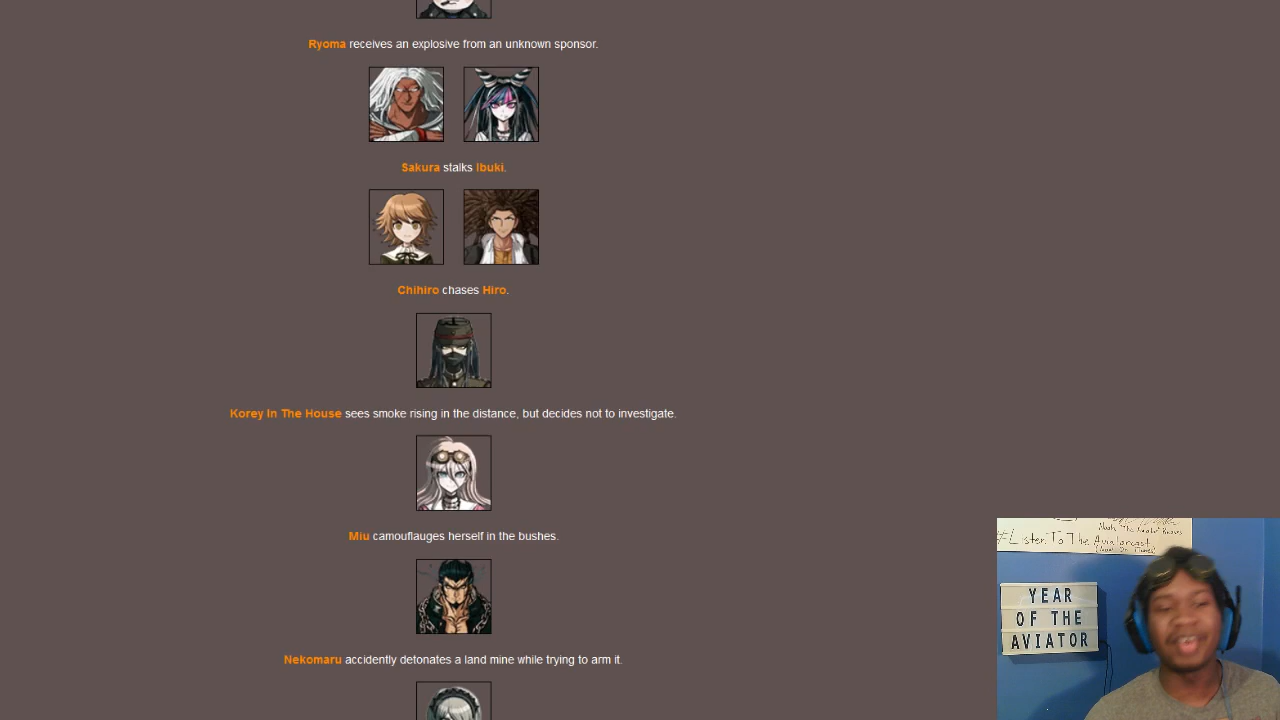 Ryoma receives an explosive from an unknown sponsor.
Sakura stalks Ibuki.
Chihiro chases Hiro.
Korey In The House sees smoke rising in the distance, but decides not to investigate.
Miu camouflauges herself in the bushes.
Nekomaru accidently detonates a land mine while trying to arm it.
#ListenToTheAvialorcast
YEAR
OF THE
AVIATOR